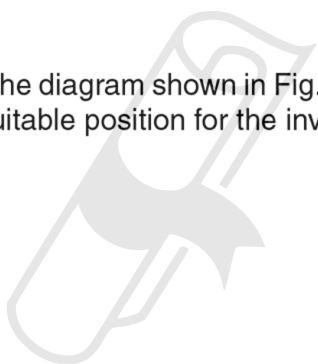 he diagram shown in Fig.
uitable position for the inv